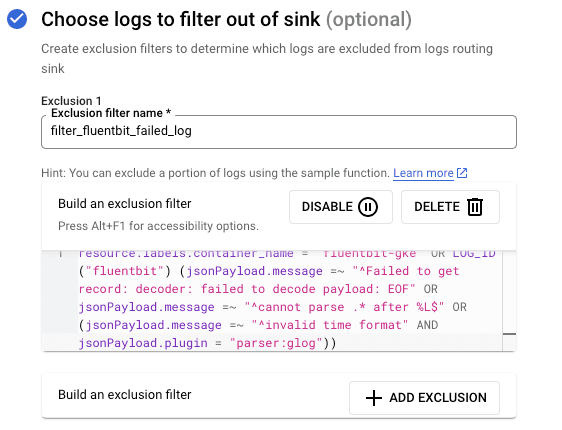 Choose logs to filter out of sink (optional)
Create exclusion filters to determine which logs are excluded from logs routing
sink
Exclusion 1
Exclusion filter name *
filter_fluentbit_failed_log
Hint: You can exclude a portion of logs using the sample function. Learn more
Build an exclusion filter
DISABLE
DELETE
Press Alt+F1 for accessibility options.
1 resource.labels.container_name = "fluentbit-gke" OR LOG_ID
("fluentbit") (jsonPayload.message =~ "^Failed to get
record: decoder: failed to decode payload: EOF" OR
jsonPayload.message =~ "^cannot parse .* after %L$" OR
(jsonPayload.message =~ "^invalid time format" AND
jsonPayload.plugin = "parser:glog"))
Build an exclusion filter
ADD EXCLUSION